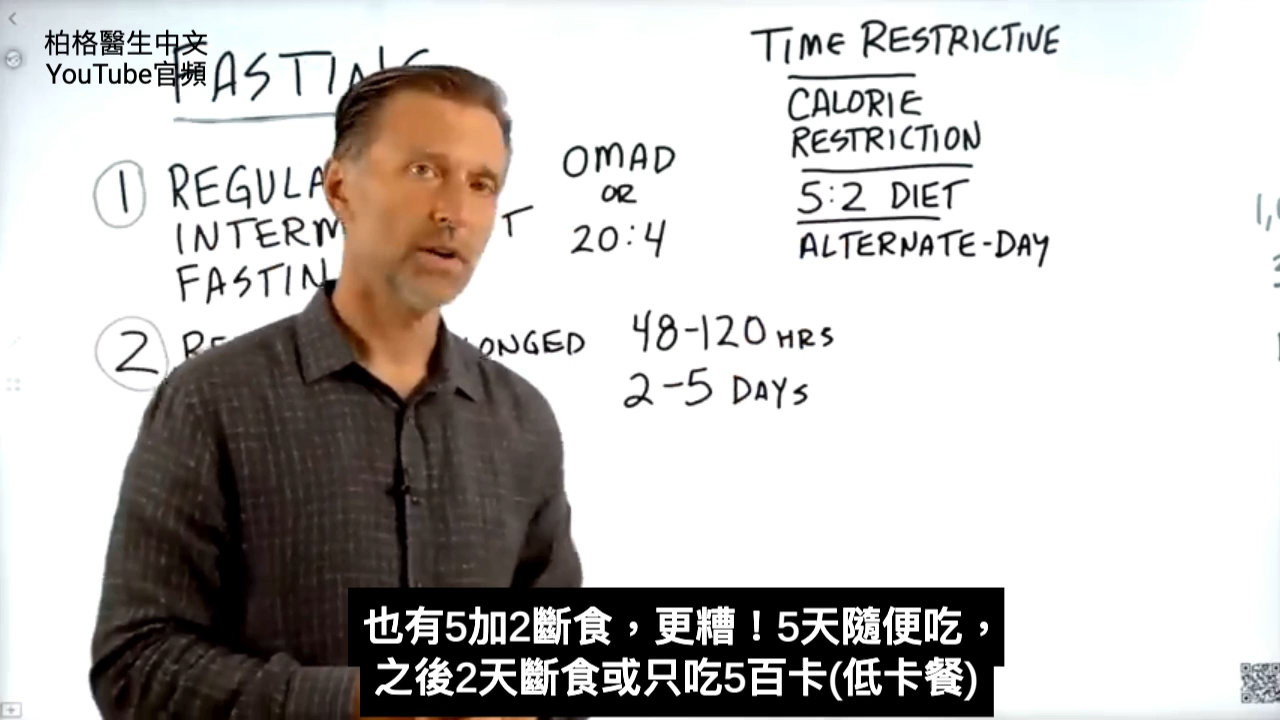 柏格醫生中文
YouTube官頻
FASTING
TIME RESTRICTIVE
CALORIE
RESTRICTION
5:2 DIET
ALTERNATE-DAY
1
REGULA
INTERM T
FASTIN
OMAD
OR
20:4
2
RE ONGED
48-120 HRS
2-5 DAYS
也有5加2斷食，更糟！5天隨便吃，
之後2天斷食或只吃5百卡(低卡餐)